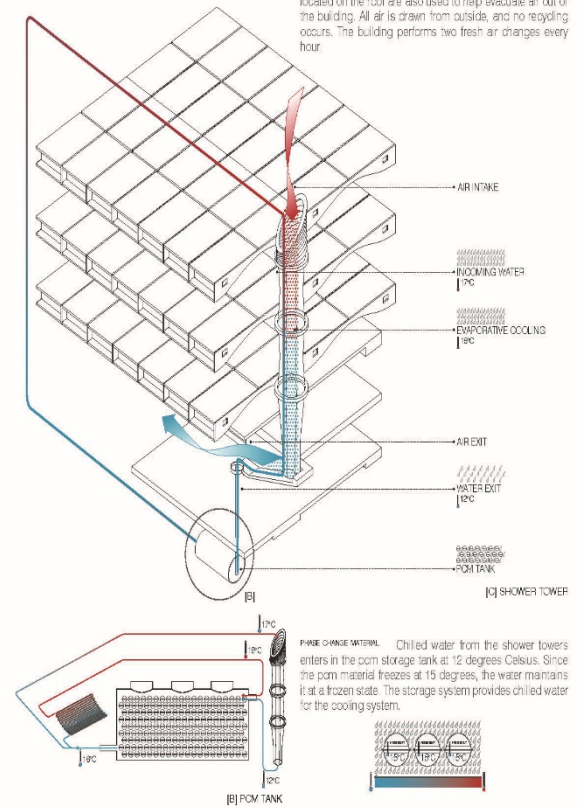 located on the roof are also used to help evacuate air out of
the building. All air is drawn from outside, and no recycling
occurs. The building performs two fresh air changes every
hour.
AIR INTAKE
INCOMING WATER
17°C
EVAPORATIVE COOLING
AIR EXIT
WATER EXIT
12°C
PCM TANK
[B]
[C] SHOWER TOWER
17°C
PHASE CHANGE MATERIAL Chilled water from the shower towers
enters in the pcm storage tank at 12 degrees Celsius. Since
the pcm material freezes at 15 degrees, the water maintains
it at a frozen state. The storage system provides chilled water
for the cooling system.
15°C 15°C 15°C
12°C
[B] PCM TANK